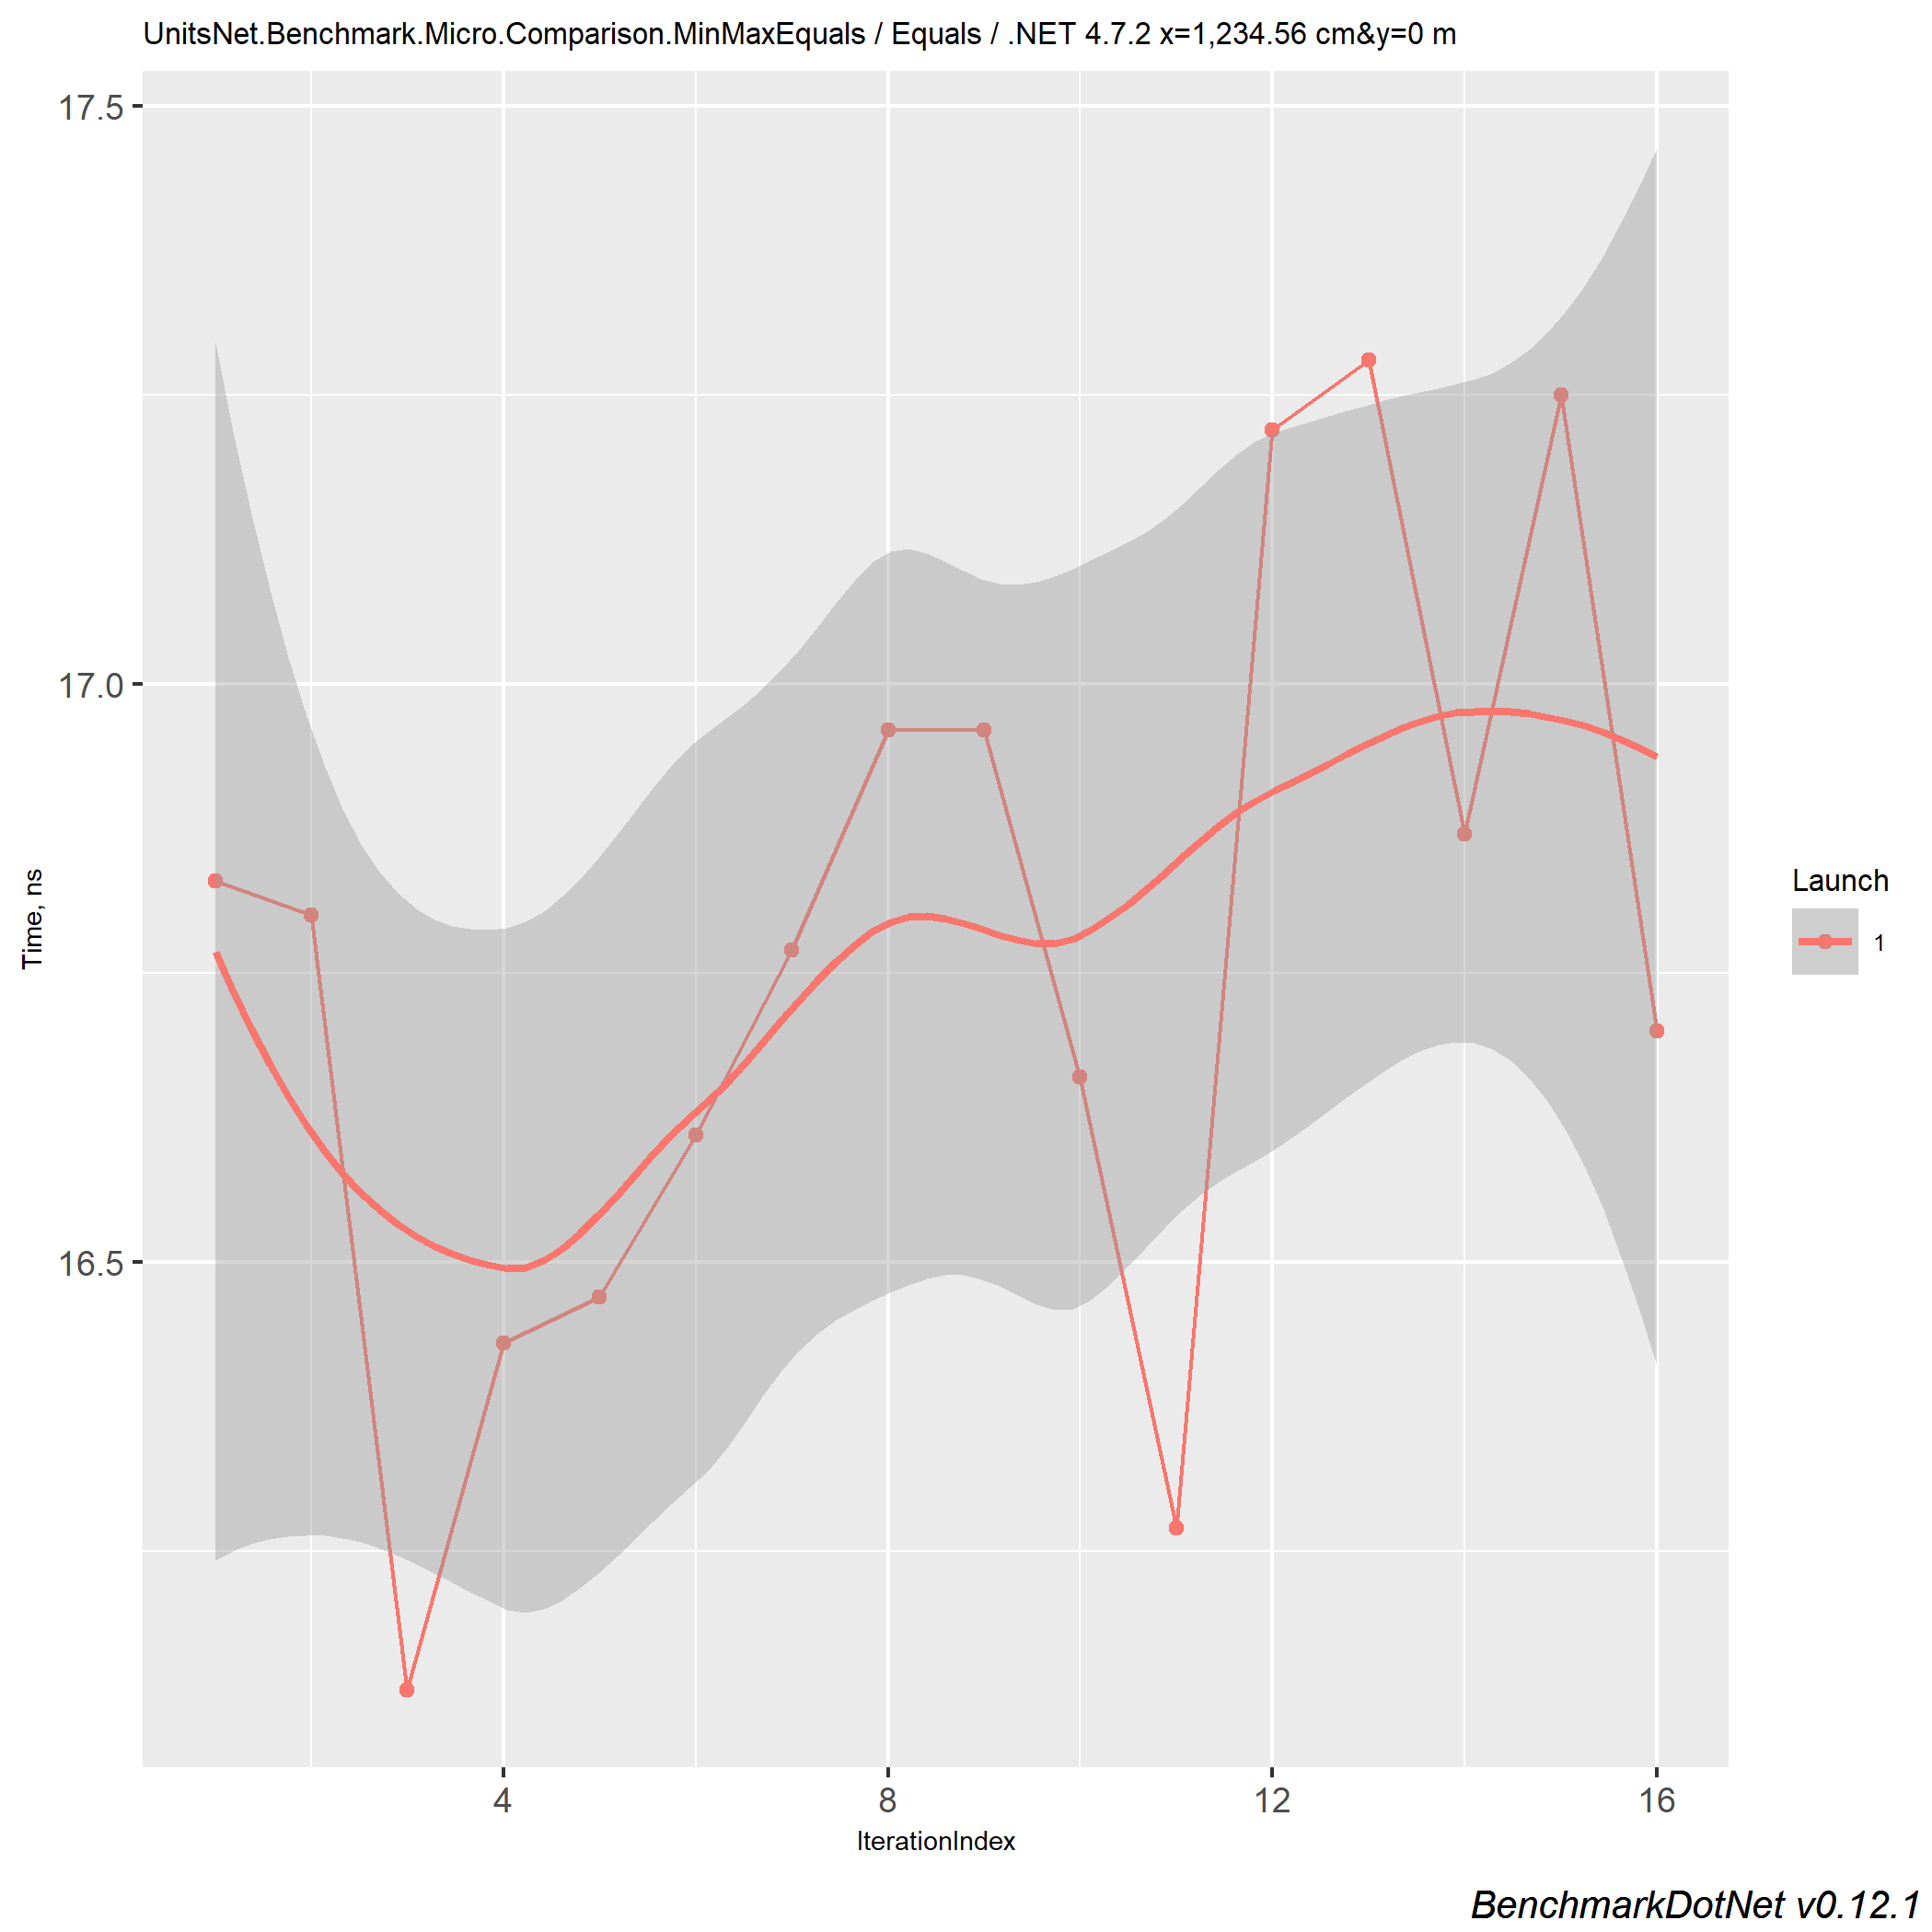 UnitsNet.Benchmark.Micro.Comparison.MinMaxEquals / Equals / .NET 4.7.2 x=1,234.56 cm&y=0 m
17.5
17.0
16.5
Time, ns
4 8 12 16
IterationIndex
Launch
1
BenchmarkDotNet v0.12.1